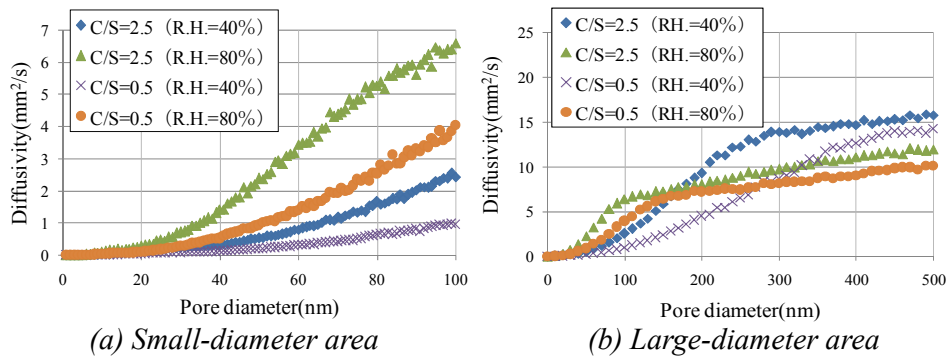 C/S=2.5（R.H.=40%)
C/S=2.5（R.H.=80%)
C/S=0.5（R.H.=40%)
C/S=0.5（R.H.=80%)
Diffusivity(mm²/s)
7
6
5
4
3
2
1
0
0 20 40 60 80 100
Pore diameter(nm)
(a) Small-diameter area
C/S=2.5（RH.=40%)
C/S=2.5（RH.=80%)
C/S=0.5（RH.=40%)
C/S=0.5（RH.=80%)
Diffusivity(mm²/s)
25
20
15
10
5
0
0 100 200 300 400 500
Pore diameter(nm)
(b) Large-diameter area